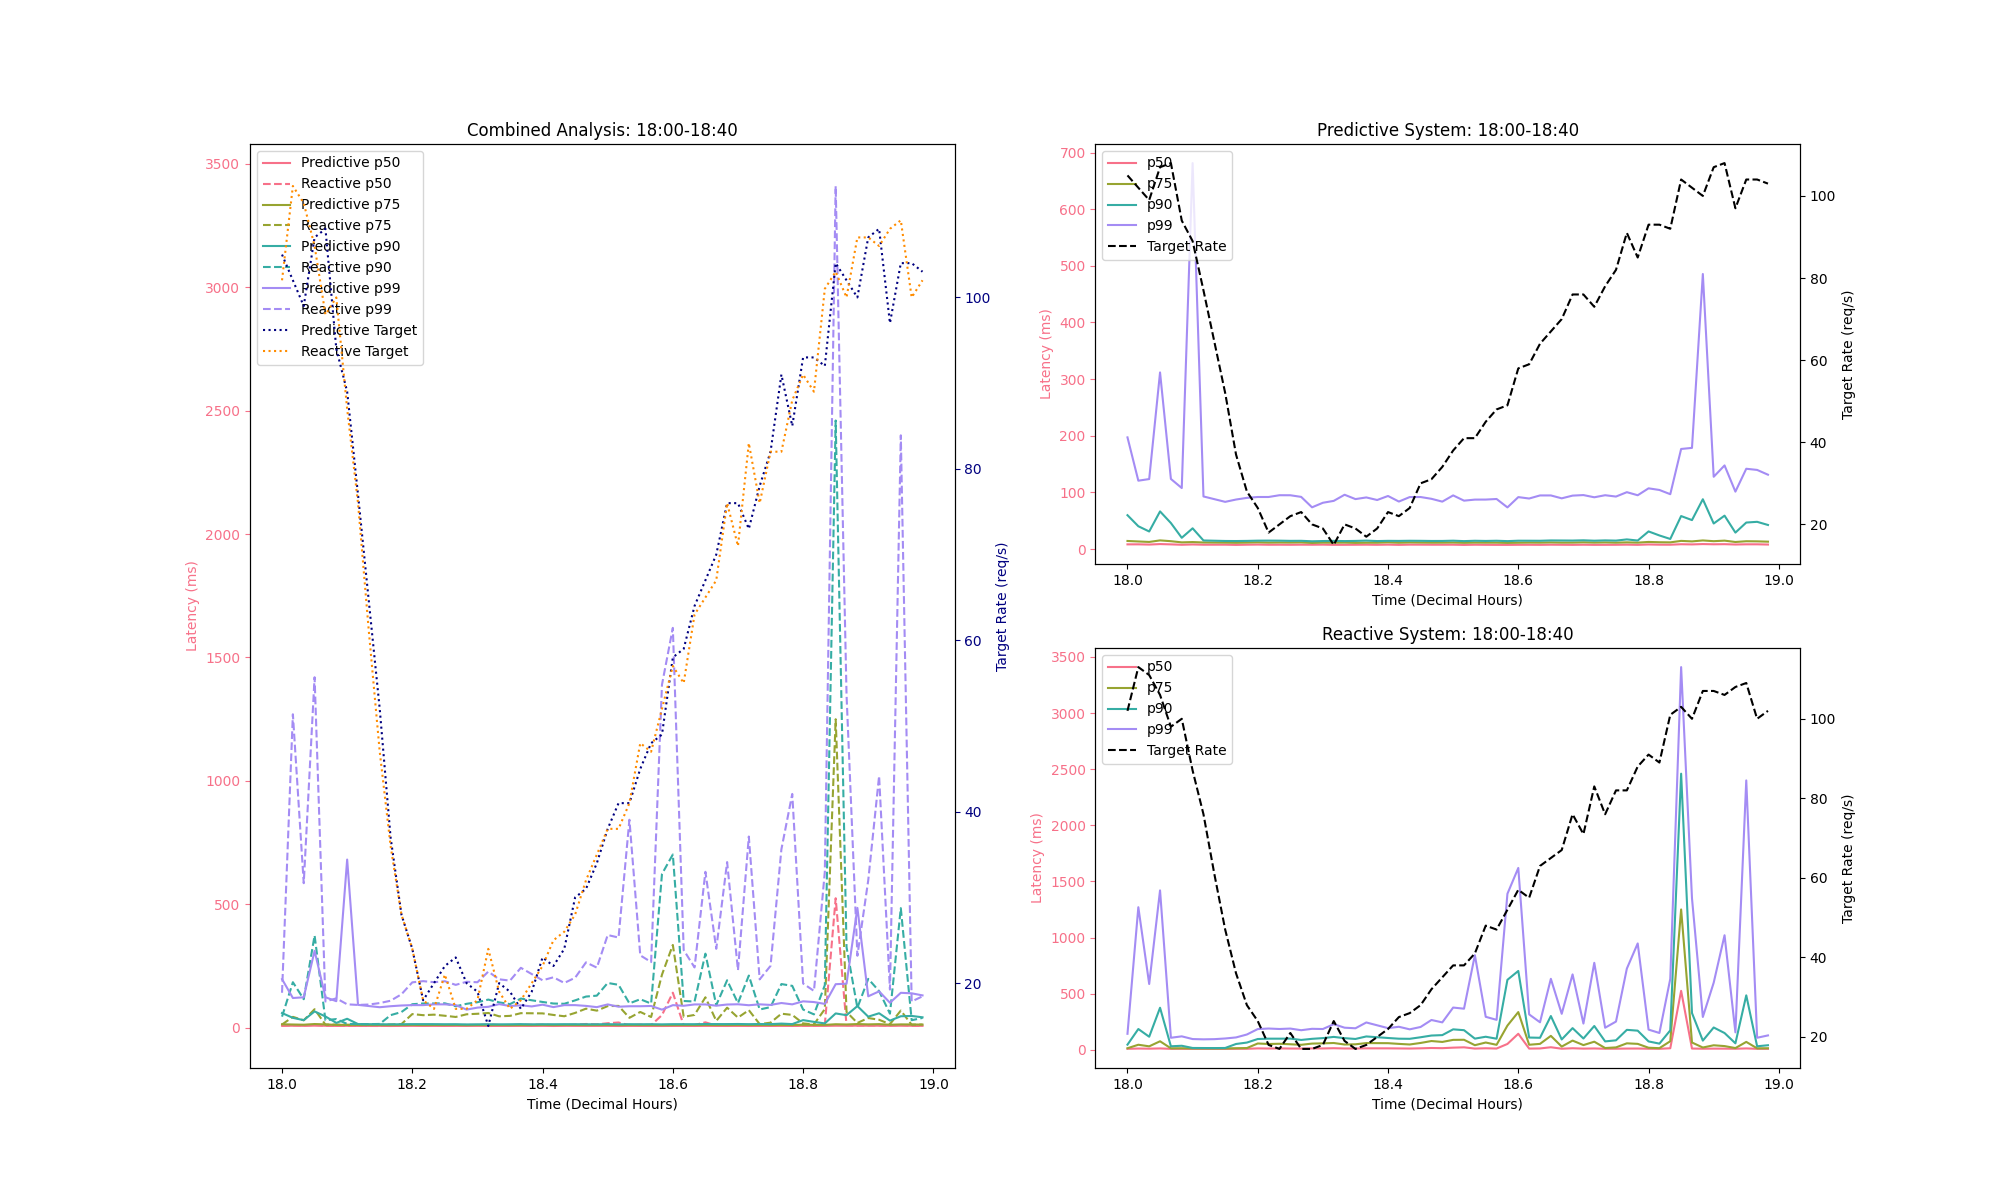 Combined Analysis: 18:00-18:40
3500
3000
2500
2000
1500
1000
500
0
Latency (ms)
Predictive p50
Reactive p50
Predictive p75
Reactive p75
Predictive p90
Reactive p90
Predictive p99
Reactive p99
Predictive Target
Reactive Target
100
80
60
40
20
Target Rate (req/s)
18.0 18.2 18.4 18.6 18.8 19.0
Time (Decimal Hours)
Predictive System: 18:00-18:40
700
600
500
400
300
200
100
0
Latency (ms)
p50
p75
p90
p99
Target Rate
100
80
60
40
20
Target Rate (req/s)
18.0 18.2 18.4 18.6 18.8 19.0
Time (Decimal Hours)
Reactive System: 18:00-18:40
3500
3000
2500
2000
1500
1000
500
0
Latency (ms)
p50
p75
p90
p99
Target Rate
100
80
60
40
20
Target Rate (req/s)
18.0 18.2 18.4 18.6 18.8 19.0
Time (Decimal Hours)